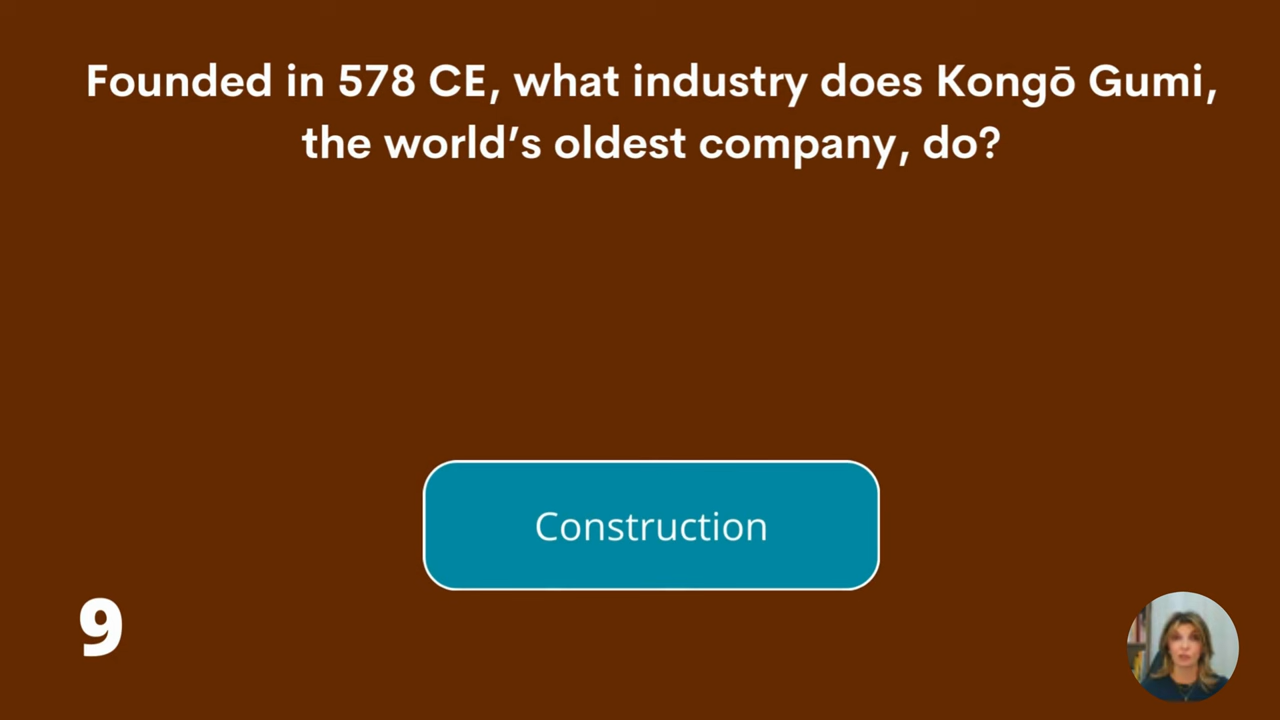 Founded in 578 CE, what industry does Kongō Gumi,
the world’s oldest company, do?
Construction
9